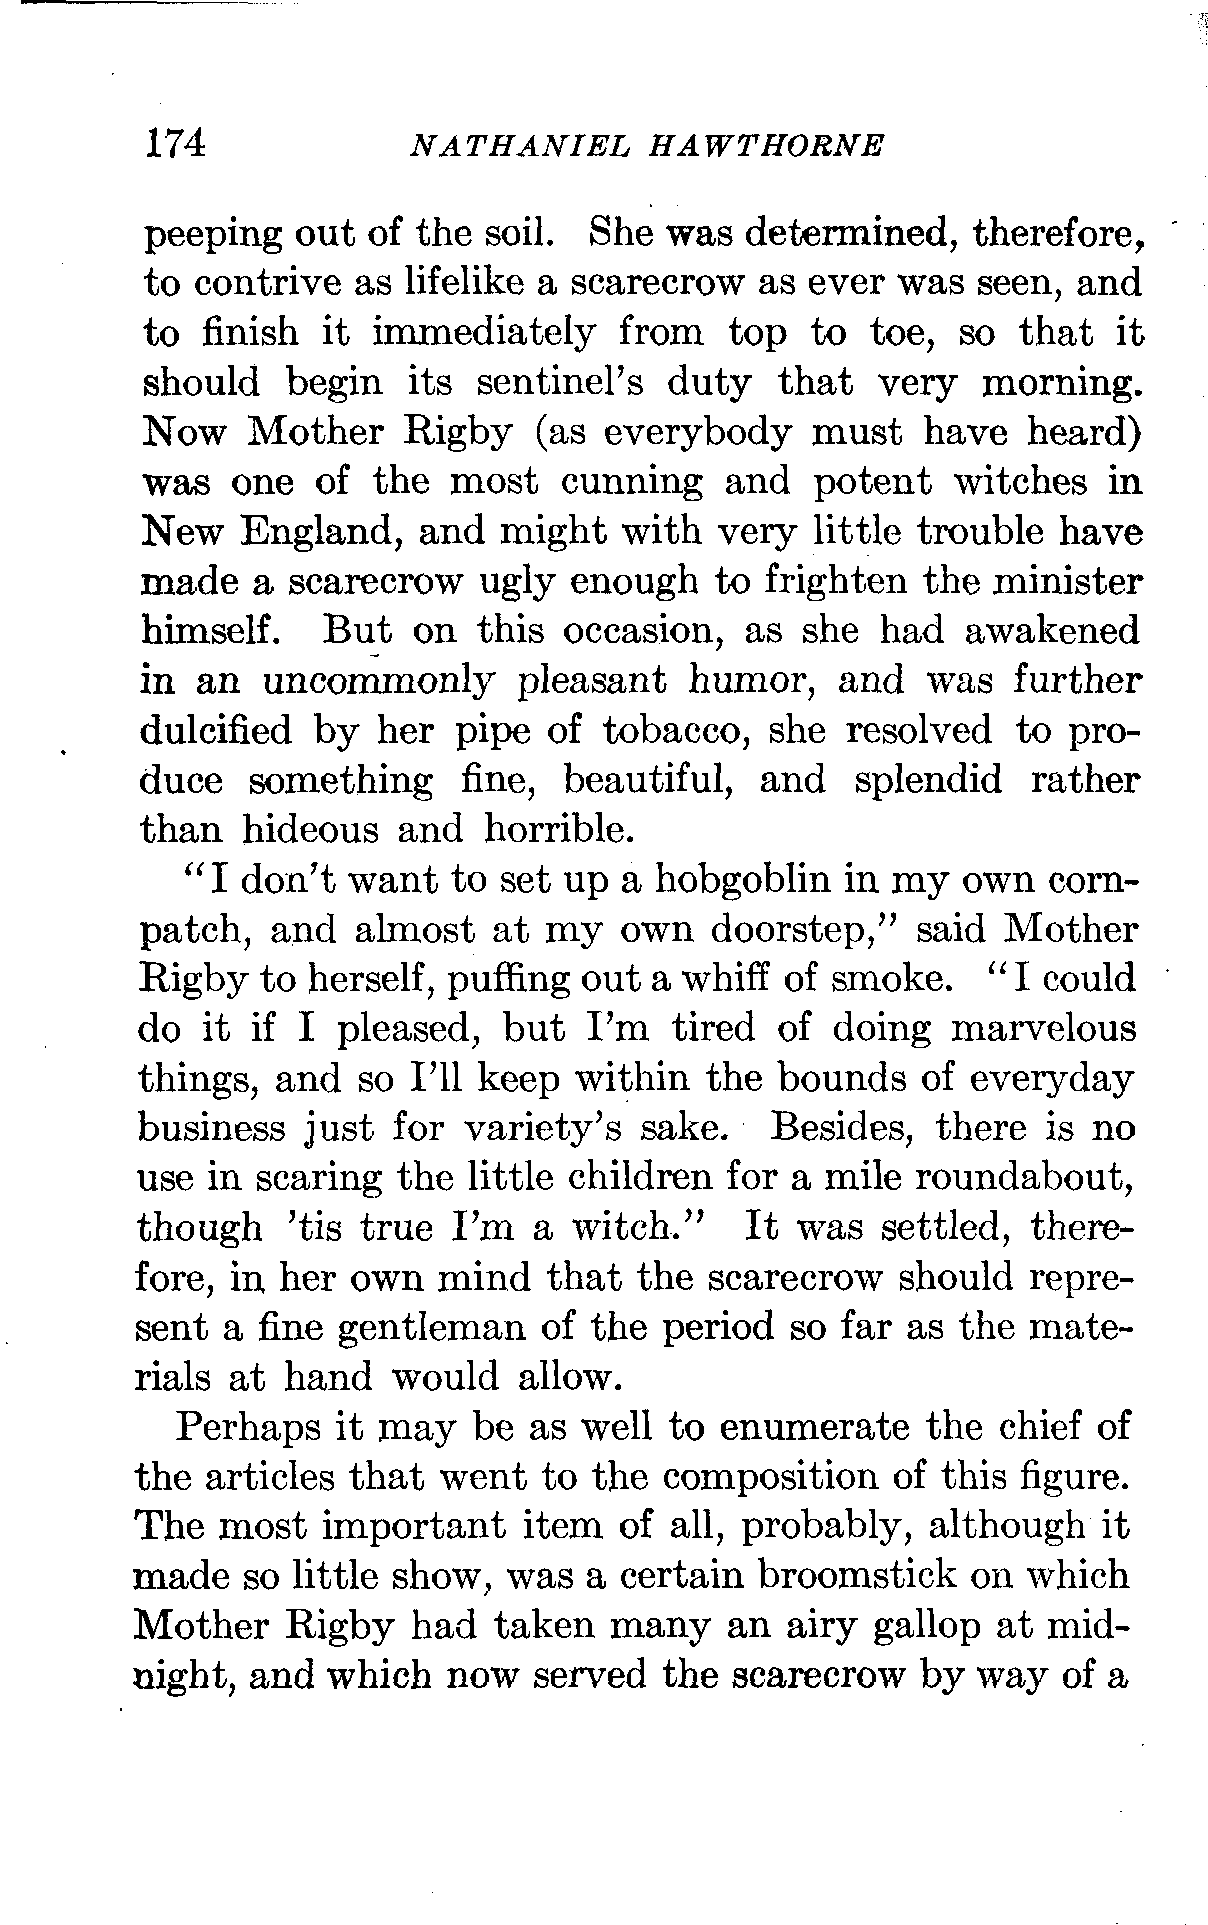 174 NATHANIEL HAWTHORNE
peeping out of the soil. She was determined, therefore,
to contrive as lifelike a scarecrow as ever was seen, and
to finish it immediately from top to toe, so that it
should begin its sentinel's duty that very morning.
Now Mother Rigby (as everybody must have heard)
was one of the most cunning and potent witches in
New England, and might with very little trouble have
made a scarecrow ugly enough to frighten the minister
himself. But on this occasion, as she had awakened
in an uncommonly pleasant humor, and was further
dulcified by her pipe of tobacco, she resolved to pro-
duce something fine, beautiful, and splendid rather
than hideous and horrible.
"I don't want to set up a hobgoblin in my own corn-
patch, and almost at my own doorstep," said Mother
Rigby to herself, puffing out a whiff of smoke. "I could
do it if I pleased, but I'm tired of doing marvelous
things, and so I'll keep within the bounds of everyday
business just for variety's sake. Besides, there is no
use in scaring the little children for a mile roundabout,
though 'tis true I'm a witch." It was settled, there-
fore, in her own mind that the scarecrow should repre-
sent a fine gentleman of the period so far as the mate-
rials at hand would allow.
Perhaps it may be as well to enumerate the chief of
the articles that went to the composition of this figure.
The most important item of all, probably, although it
made so little show, was a certain broomstick on which
Mother Rigby had taken many an airy gallop at mid-
night, and which now served the scarecrow by way of a